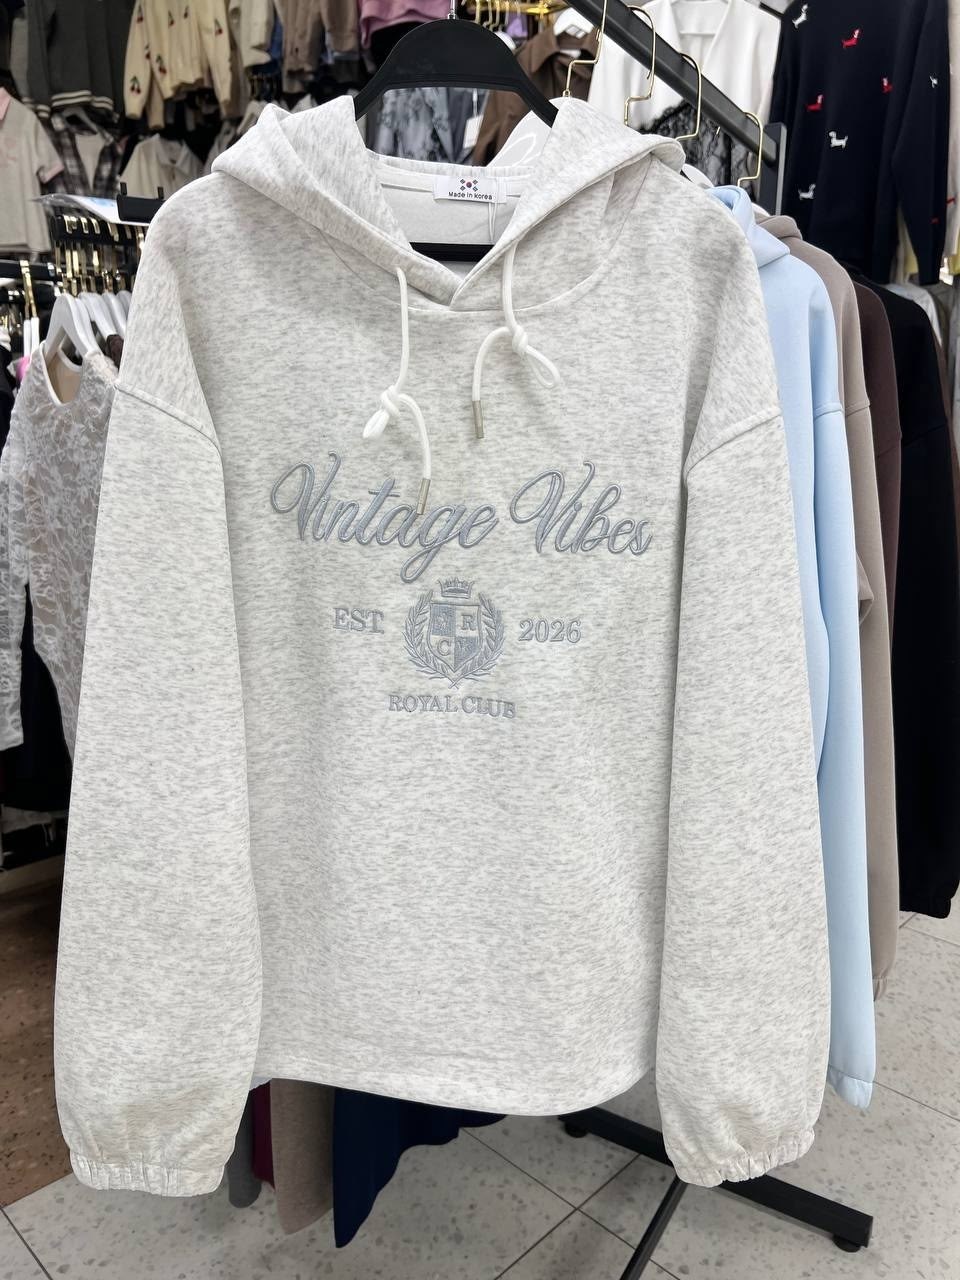 Made in Korea
Vintage Vibes
EST. 2026
R
C
ROYAL CLUB